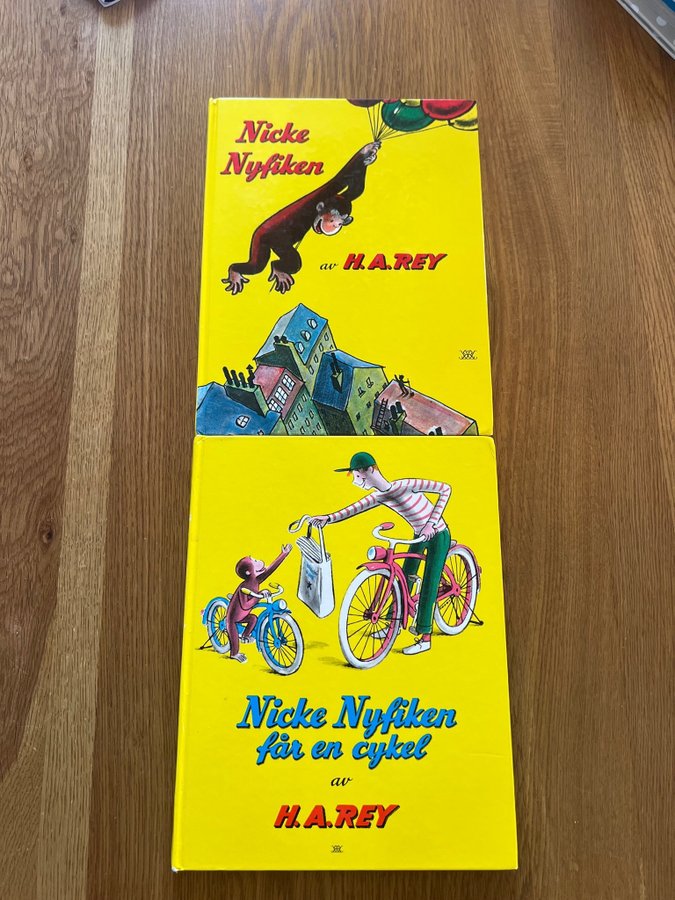 Nicke
Nyfiken
av H.A.REY
Nicke Nyfiken
får en cykel
av
H.A.REY